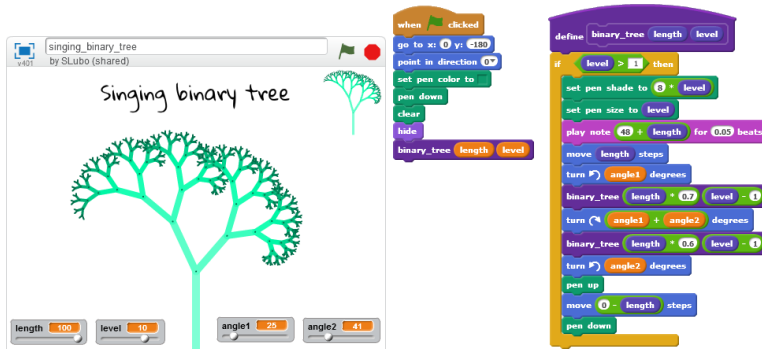 singing_binary_tree
by SLubo (shared)
v401
Singing binary tree
length 100
level 10
angle1 25
angle2 41
when clicked
go to x: 0 y: -180
point in direction 0
set pen color to
pen down
clear
hide
binary_tree length level
define binary_tree length level
if level > 1 then
set pen shade to 8 * level
set pen size to level
play note 48 + length for 0.05 beats
move length steps
turn angle1 degrees
binary_tree length * 0.7 level - 1
turn angle1 + angle2 degrees
binary_tree length * 0.6 level - 1
turn angle2 degrees
pen up
move 0 - length steps
pen down